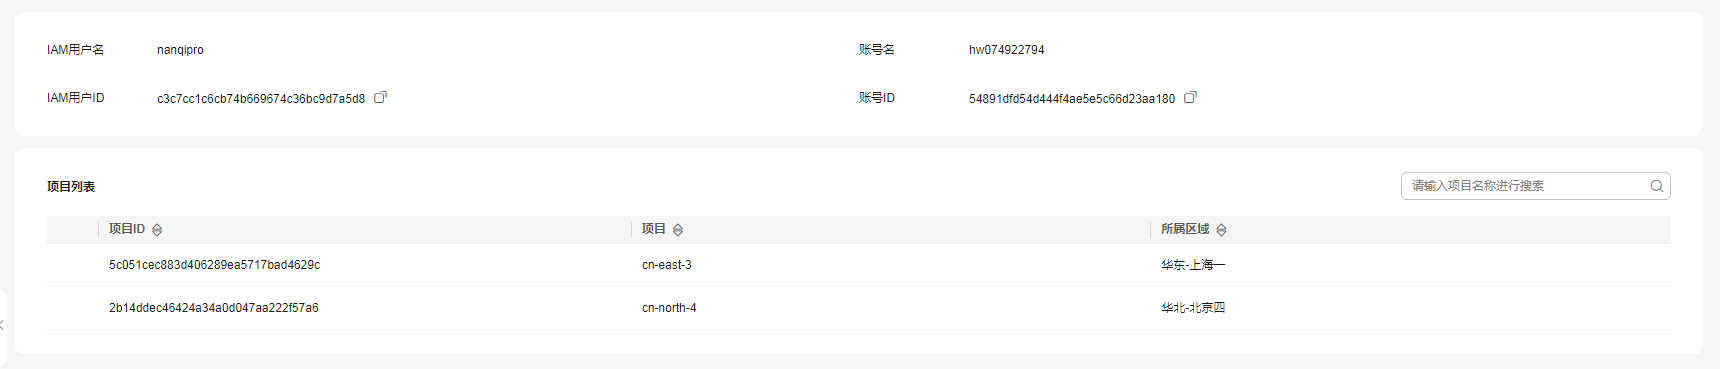 IAM用户名 nanqipro 账号名 hw074922794
IAM用户ID c3c7cc1c6cb74b669674c36bc9d7a5d8 账号ID 54891dfd54d444f4ae5e5c66d23aa180
项目列表 请输入项目名称进行搜索
项目ID 项目 所属区域
5c051cec883d406289ea5717bad4629c cn-east-3 华东-上海一
2b14ddec46424a34a0d047aa222f57a6 cn-north-4 华北-北京四